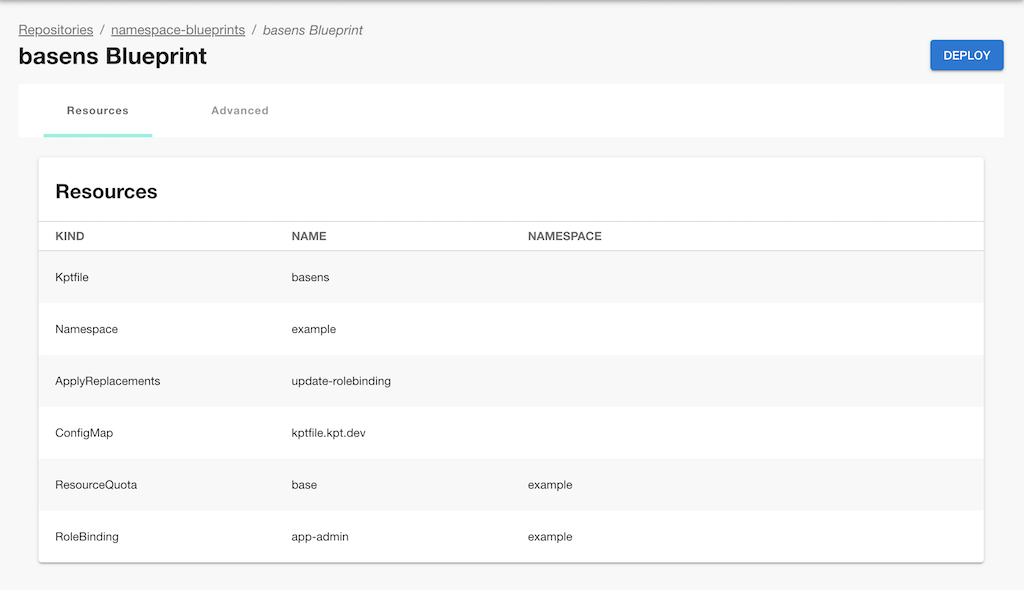 Repositories / namespace-blueprints / basens Blueprint
basens Blueprint
DEPLOY
Resources Advanced
Resources
KIND NAME NAMESPACE
Kptfile basens
Namespace example
ApplyReplacements update-rolebinding
ConfigMap kptfile.kpt.dev
ResourceQuota base example
RoleBinding app-admin example